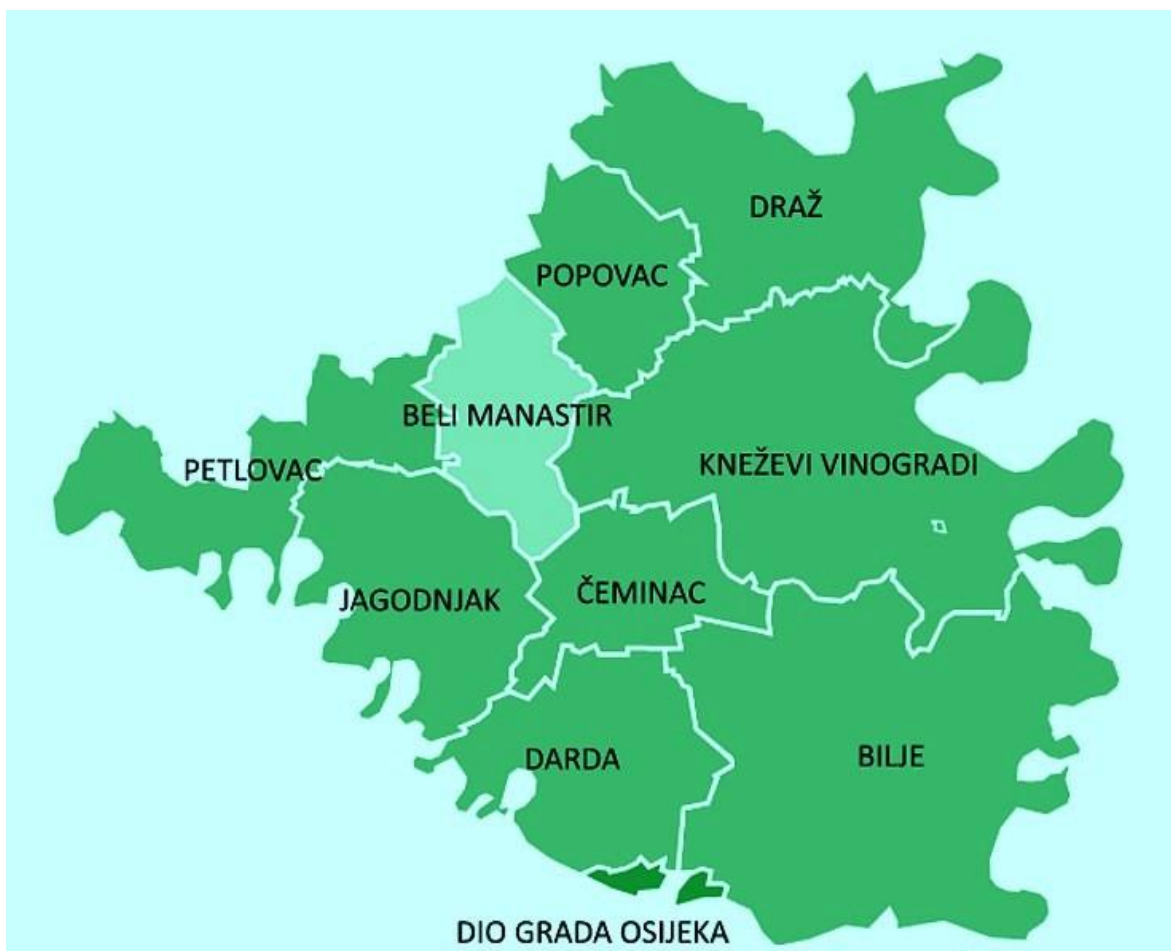 DRAŽ
POPOVAC
BELI MANASTIR
PETLOVAC
KNEŽEVI VINOGRADI
JAGODNJAK
ČEMINAC
DARDA
BILJE
DIO GRADA OSIJEKA